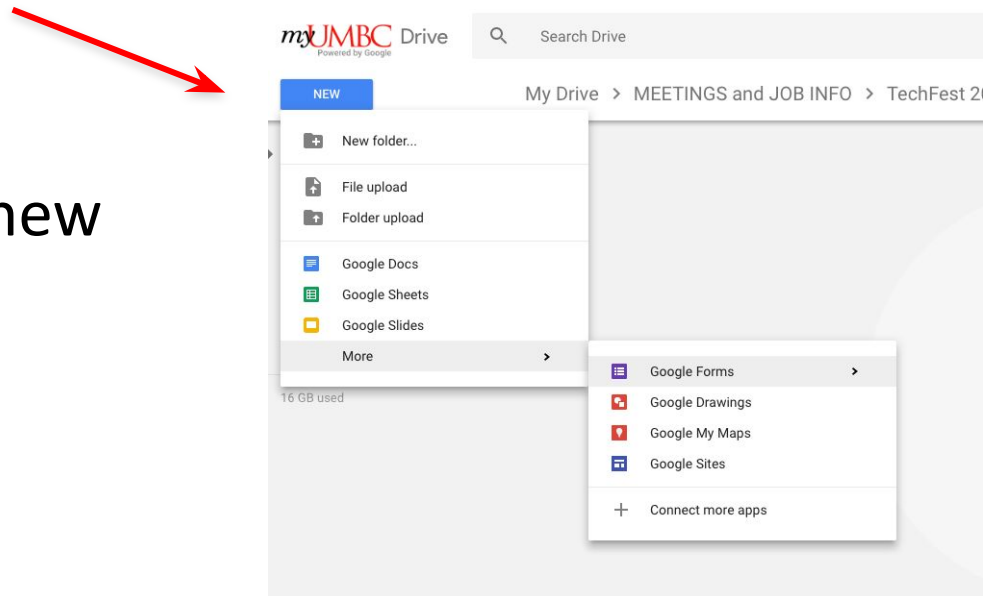 myUMBC Drive
Powered by Google
Search Drive
NEW
My Drive > MEETINGS and JOB INFO > TechFest 20
New folder...
File upload
new
Folder upload
Google Docs
Google Sheets
Google Slides
More >
Google Forms >
16 GB used
Google Drawings
Google My Maps
Google Sites
Connect more apps